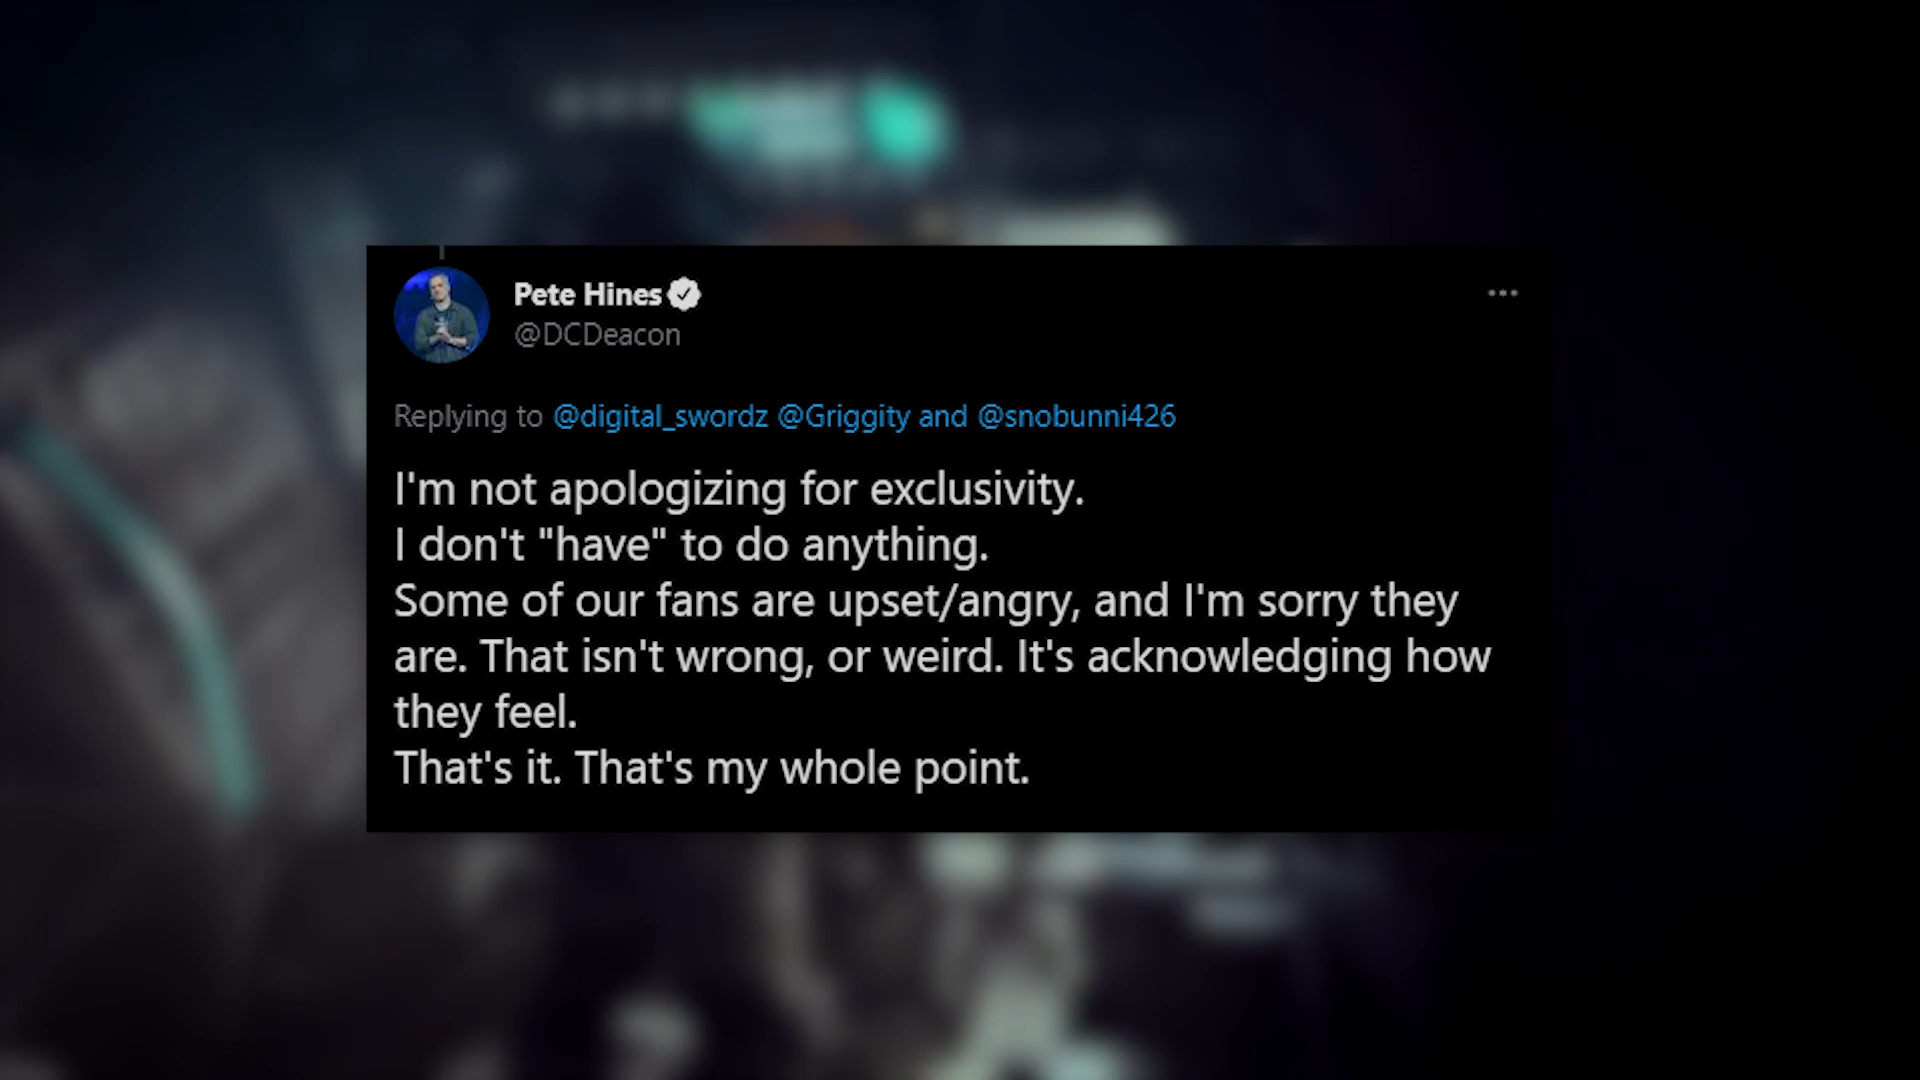 Pete Hines
@DCDeacon
Replying to @digital_swordz @Griggity and @snobunni426
I'm not apologizing for exclusivity.
I don't "have" to do anything.
Some of our fans are upset/angry, and I'm sorry they
are. That isn't wrong, or weird. It's acknowledging how
they feel.
That's it. That's my whole point.